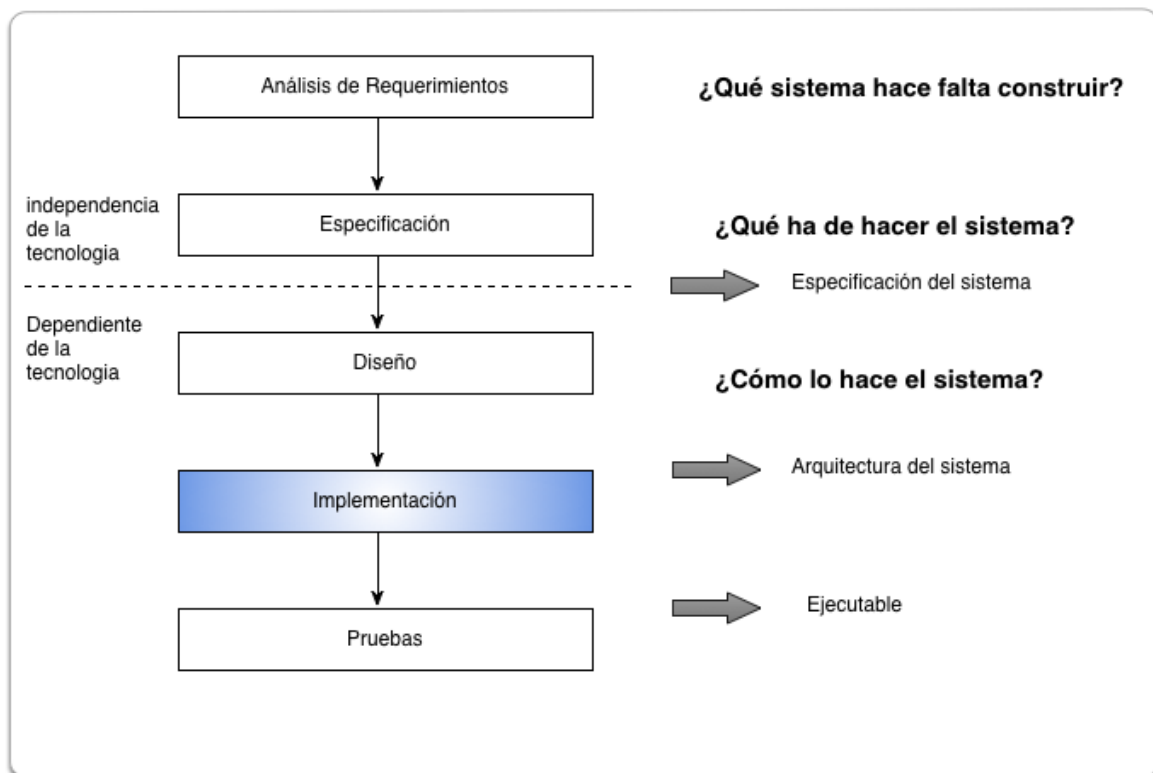 Análisis de Requerimientos
¿Qué sistema hace falta construir?
independencia
de la
tecnologia
Especificación
¿Qué ha de hacer el sistema?
Especificación del sistema
Dependiente
de la
tecnologia
Diseño
¿Cómo lo hace el sistema?
Implementación
Arquitectura del sistema
Pruebas
Ejecutable